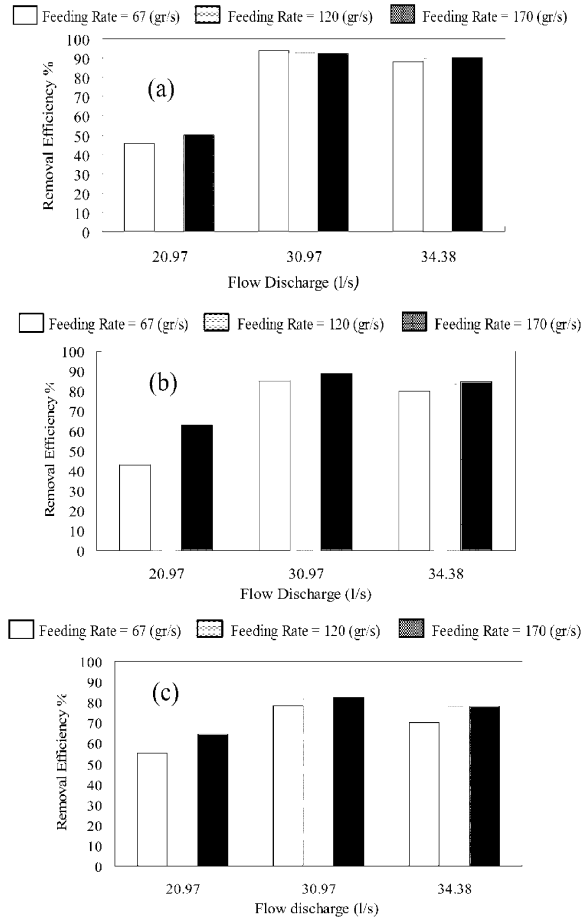 Feeding Rate = 67 (gr/s) Feeding Rate = 120 (gr/s) Feeding Rate = 170 (gr/s)
100
90
80
70
60
50
40
30
20
10
0
Removal Efficiency %
(a)
20.97 30.97 34.38
Flow Discharge (l/s)
Feeding Rate = 67 (gr/s) Feeding Rate = 120 (gr/s) Feeding Rate = 170 (gr/s)
100
90
80
70
60
50
40
30
20
10
0
Removal Efficiency %
(b)
20.97 30.97 34.38
Flow Discharge (l/s)
Feeding Rate = 67 (gr/s) Feeding Rate = 120 (gr/s) Feeding Rate = 170 (gr/s)
100
90
80
70
60
50
40
30
20
10
0
Removal Efficiency %
(c)
20.97 30.97 34.38
Flow discharge (l/s)